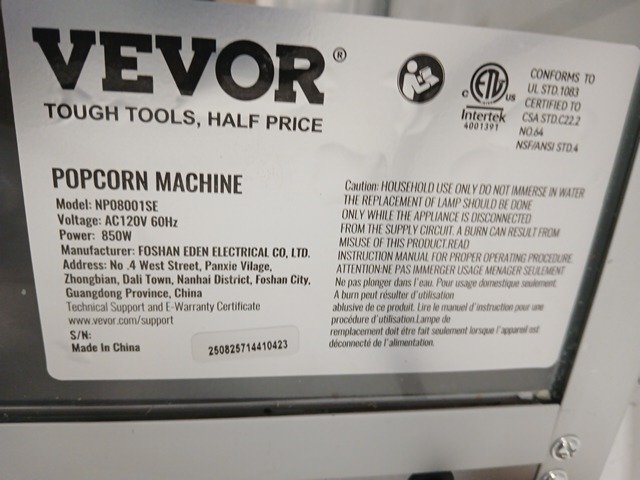 VEVOR®
TOUGH TOOLS, HALF PRICE
C ETL US
Intertek
4001391
CONFORMS TO
UL STD.1083
CERTIFIED TO
CSA STD.C22.2
NO.64
NSF/ANSI STD.4
POPCORN MACHINE
Model: NP08001SE
Voltage: AC120V 60Hz
Power: 850W
Manufacturer: FOSHAN EDEN ELECTRICAL CO, LTD.
Address: No .4 West Street, Panxie Vilage,
Zhongbian, Dali Town, Nanhai District, Foshan City,
Guangdong Province, China
Technical Support and E-Warranty Certificate
www.vevor.com/support
S/N:
Made In China
250825714410423
Caution: HOUSEHOLD USE ONLY DO NOT IMMERSE IN WATER
THE REPLACEMENT OF LAMP SHOULD BE DONE
ONLY WHILE THE APPLIANCE IS DISCONNECTED
FROM THE SUPPLY CIRCUIT. A BURN CAN RESULT FROM
MISUSE OF THIS PRODUCT.READ
INSTRUCTION MANUAL FOR PROPER OPERATING PROCEDURE
ATTENTION:NE PAS IMMERGER USAGE MENAGER SEULEMENT
Ne pas plonger dans l'eau. Pour usage domestique seulement.
A burn peut résulter d'utilisation
ablusive de ce produit. Lire le manuel d'instruction pour une
procédure d'utilisation.Lampe de
remplacement doit être fait seulement lorsque l'appareil est
déconnecté de l'alimentation.